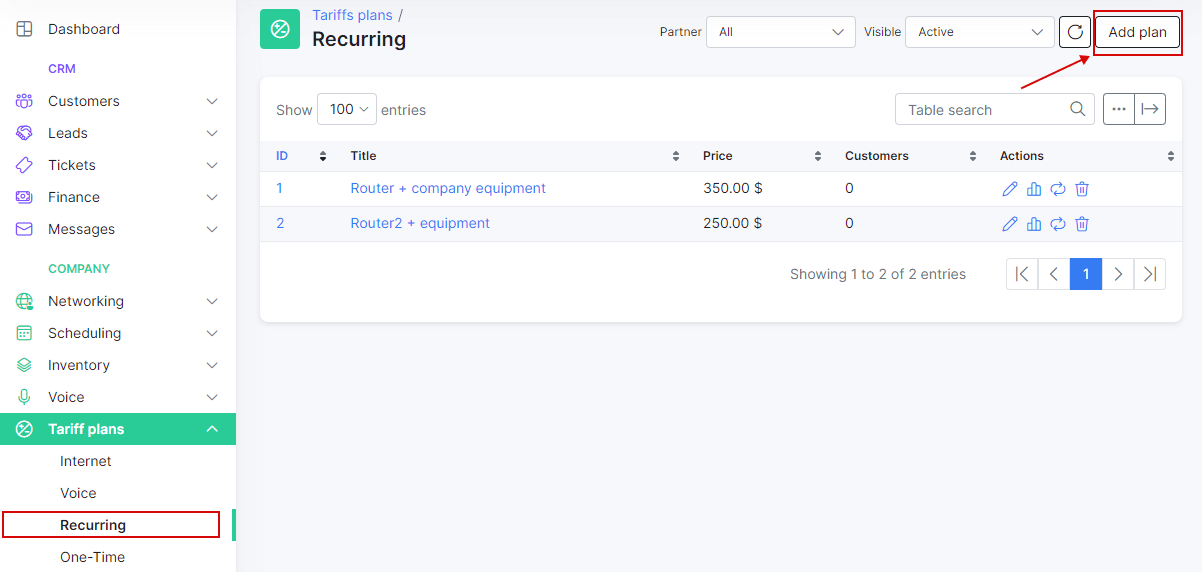 Dashboard
CRM
Customers
Leads
Tickets
Finance
Messages
COMPANY
Networking
Scheduling
Inventory
Voice
Tariff plans
Internet
Voice
Recurring
One-Time
Tariffs plans /
Recurring
Partner All Visible Active Add plan
Show 100 entries Table search
ID Title Price Customers Actions
1 Router + company equipment 350.00 $ 0
2 Router2 + equipment 250.00 $ 0
Showing 1 to 2 of 2 entries 1